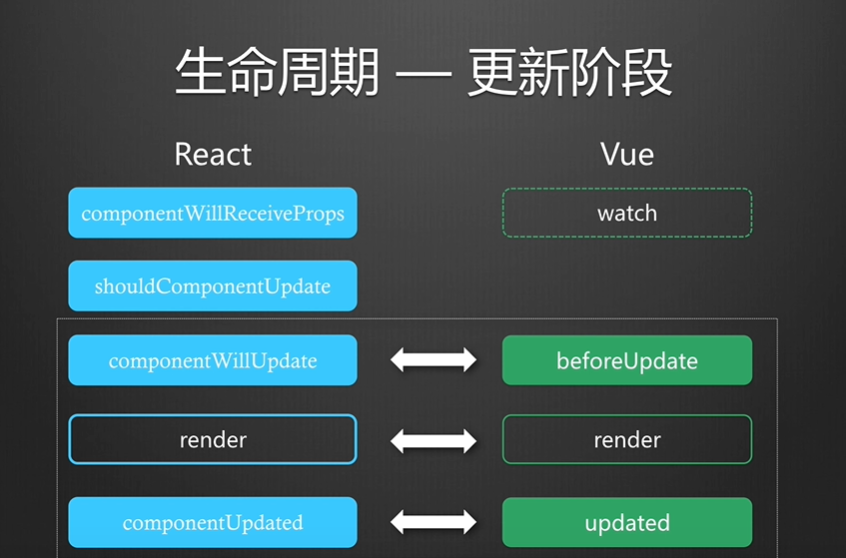 生命周期 — 更新阶段
React
Vue
componentWillReceiveProps
watch
shouldComponentUpdate
componentWillUpdate
beforeUpdate
render
render
componentUpdated
updated